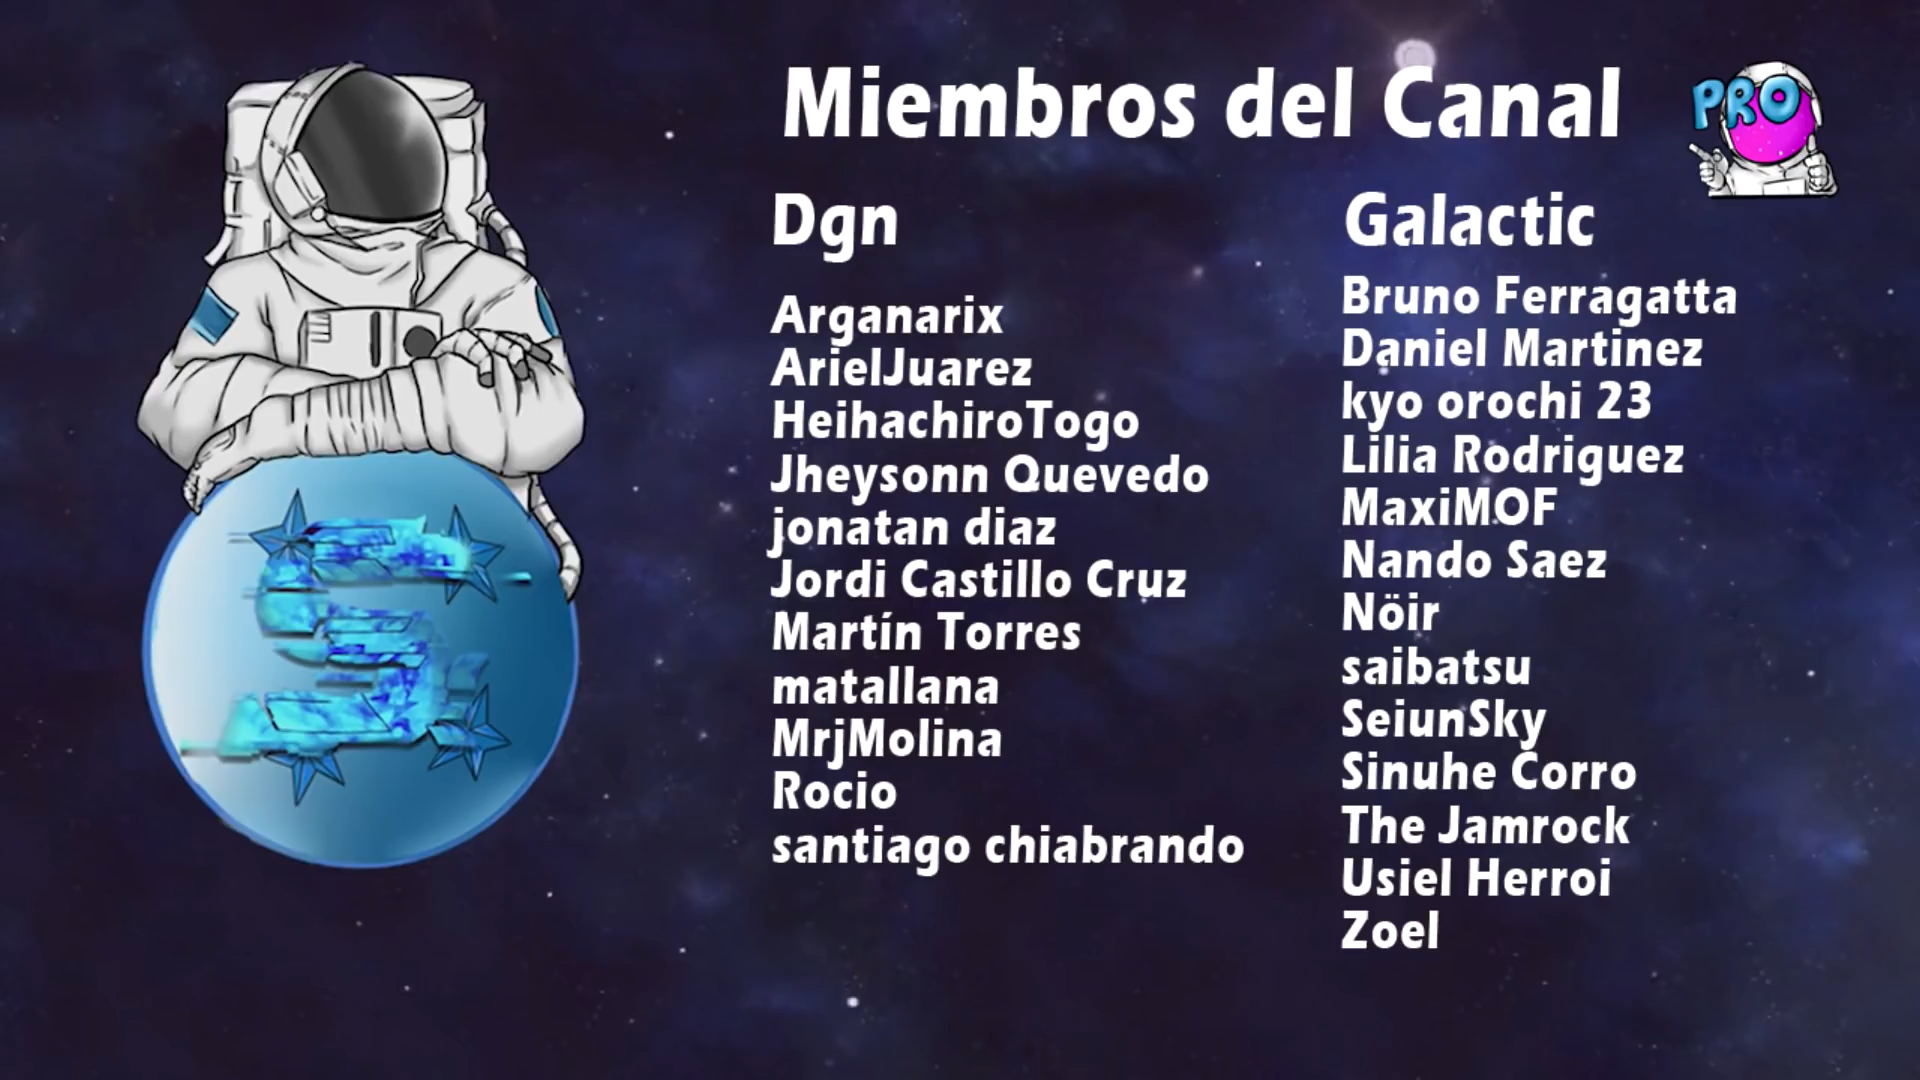 Miembros del Canal
PRO
Dgn
Arganarix
ArielJuarez
HeihachiroTogo
Jheysonn Quevedo
jonatan diaz
Jordi Castillo Cruz
Martín Torres
matallana
MrjMolina
Rocio
santiago chiabrando
Galactic
Bruno Ferragatta
Daniel Martinez
kyo orochi 23
Lilia Rodriguez
MaxiMOF
Nando Saez
Nöir
saibatsu
SeiunSky
Sinuhe Corro
The Jamrock
Usiel Herroi
Zoel
S